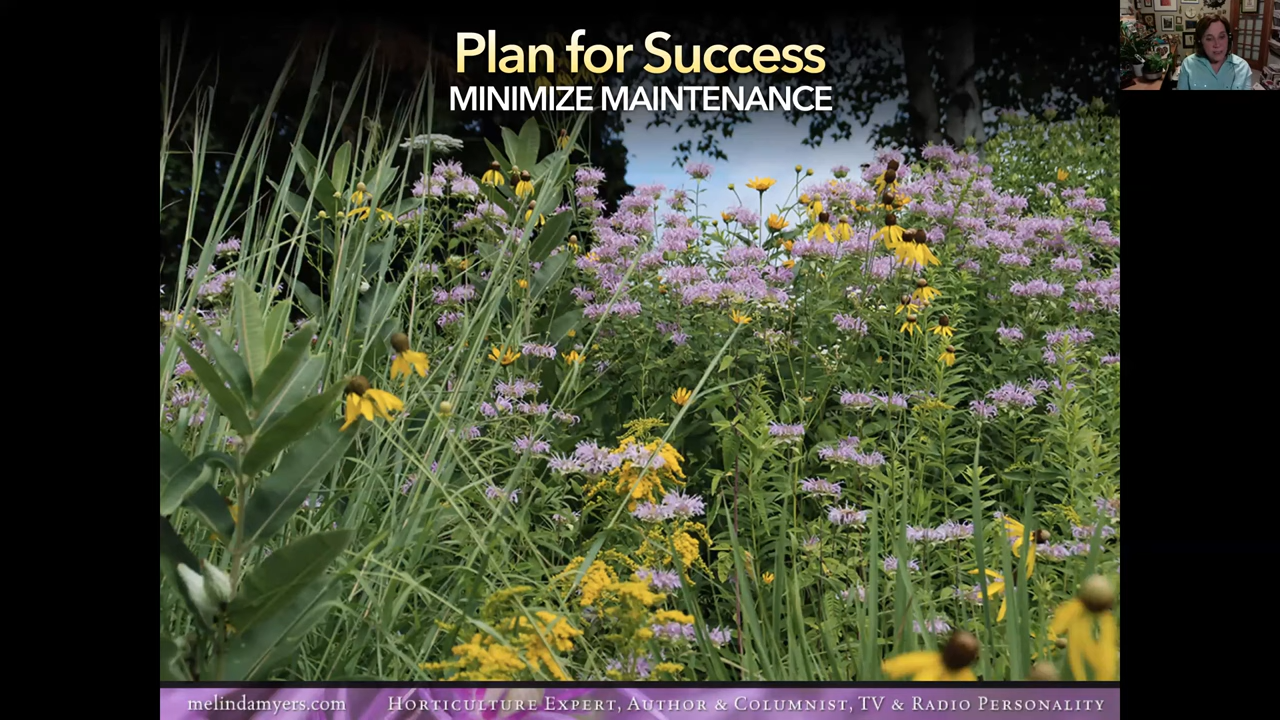 Plan for Success
MINIMIZE MAINTENANCE
melindamyers.com HORTICULTURE EXPERT, AUTHOR & COLUMNIST, TV & RADIO PERSONALITY